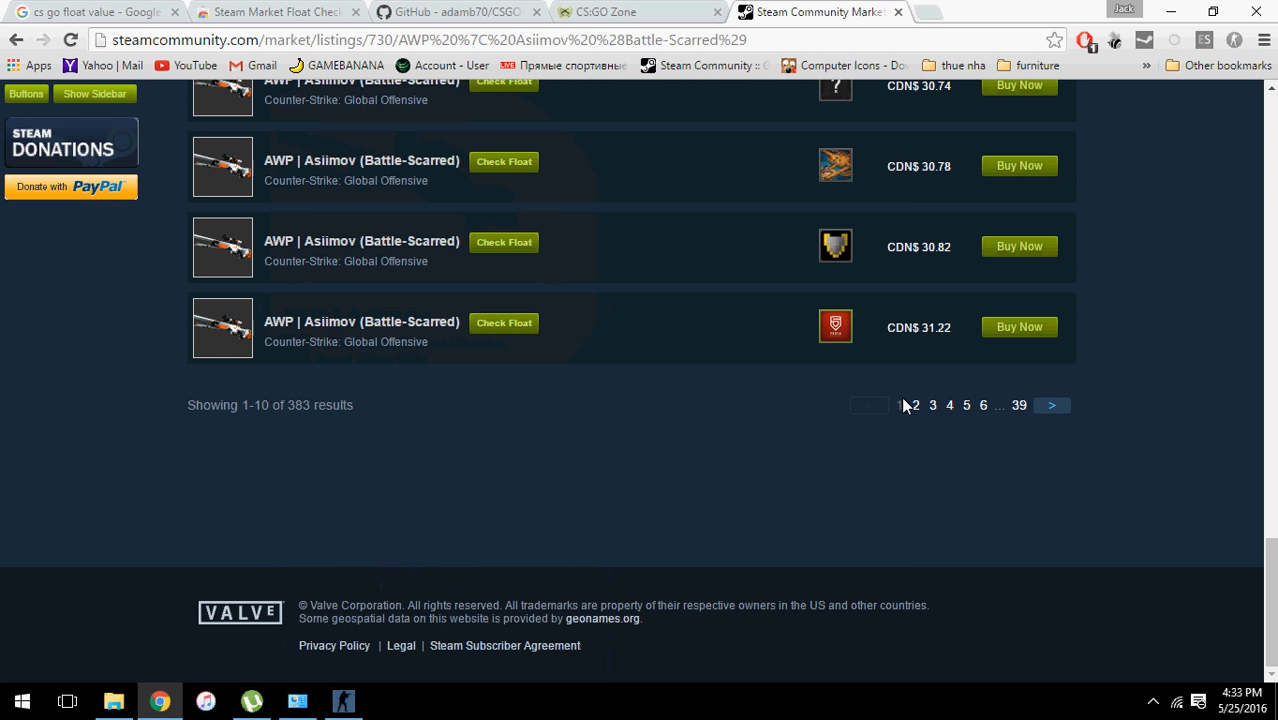 cs go float value - Google
Steam Market Float Check
GitHub - adamb70/CSGO
CS:GO Zone
Steam Community Market
Jack
steamcommunity.com/market/listings/730/AWP%20%7C%20Asiimov%20%28Battle-Scarred%29
1
ES
Apps
Yahoo | Mail
YouTube
Gmail
GAMEBANANA
Account - User
LIVE Прямые спортивные
Steam Community ::
Computer Icons - Do
thue nha
furniture
»
Other bookmarks
Buttons
Show Sidebar
STEAM
DONATIONS
Donate with PayPal
AWP | Asiimov (Battle-Scarred)
Check Float
Counter-Strike: Global Offensive
?
CDN$ 30.74
Buy Now
AWP | Asiimov (Battle-Scarred)
Check Float
Counter-Strike: Global Offensive
CDN$ 30.78
Buy Now
AWP | Asiimov (Battle-Scarred)
Check Float
Counter-Strike: Global Offensive
CDN$ 30.82
Buy Now
AWP | Asiimov (Battle-Scarred)
Check Float
Counter-Strike: Global Offensive
CDN$ 31.22
Buy Now
Showing 1-10 of 383 results
< 1 2 3 4 5 6 ... 39 >
VALVE
© Valve Corporation. All rights reserved. All trademarks are property of their respective owners in the US and other countries.
Some geospatial data on this website is provided by geonames.org.
Privacy Policy | Legal | Steam Subscriber Agreement
4:33 PM
5/25/2016